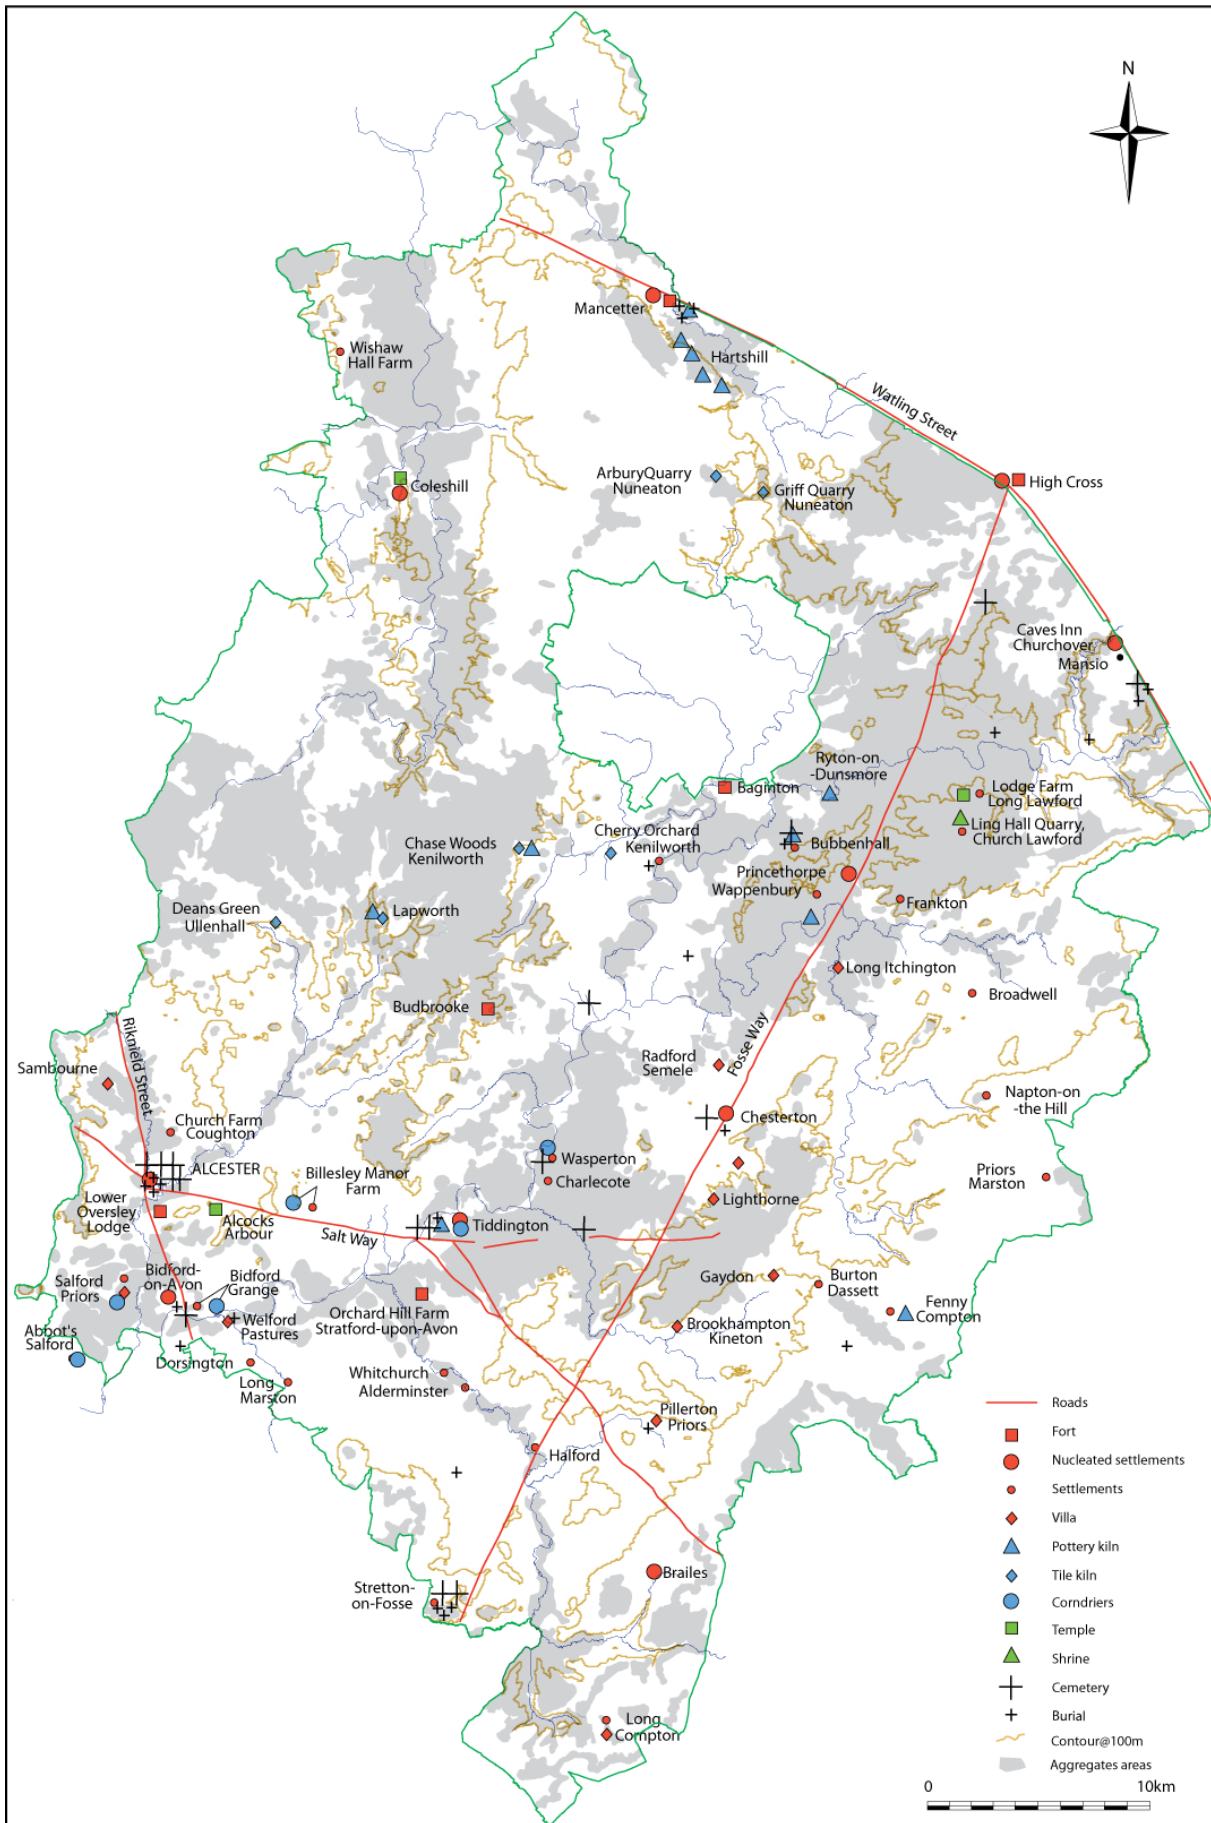 N
Mancetter
Wishaw
Hall Farm
Hartshill
Watling Street
ArburyQuarry
Nuneaton
Griff Quarry
Nuneaton
High Cross
Coleshill
Caves Inn
Churchover
Mansio
Ryton-on
-Dunsmore
Baginton
Lodge Farm
Long Lawford
Ling Hall Quarry,
Church Lawford
Cherry Orchard
Kenilworth
Chase Woods
Kenilworth
Bubbenhall
Princethorpe
Wappenbury
Frankton
Deans Green
Ullenhall
Lapworth
Long Itchington
Broadwell
Budbrooke
Riknield Street
Fosse Way
Radford
Semele
Sambourne
Napton-on
-the Hill
Chesterton
Church Farm
Coughton
ALCESTER
Billesley Manor
Farm
Wasperton
Charlecote
Priors
Marston
Lower
Oversley
Lodge
Lighthorne
Alcocks
Arbour
Salt Way
Tiddington
Salford
Priors
Bidford-
on-Avon
Bidford
Grange
Gaydon
Burton
Dassett
Fenny
Compton
Orchard Hill Farm
Stratford-upon-Avon
Welford
Pastures
Brookhampton
Kineton
Abbot's
Salford
Dorsington
Long
Marston
Whitchurch
Alderminster
Pillerton
Priors
Halford
Brailes
Stretton-
on-Fosse
Long
Compton
Roads
Fort
Nucleated settlements
Settlements
Villa
Pottery kiln
Tile kiln
Corndriers
Temple
Shrine
Cemetery
Burial
Contour@100m
Aggregates areas
0 10km